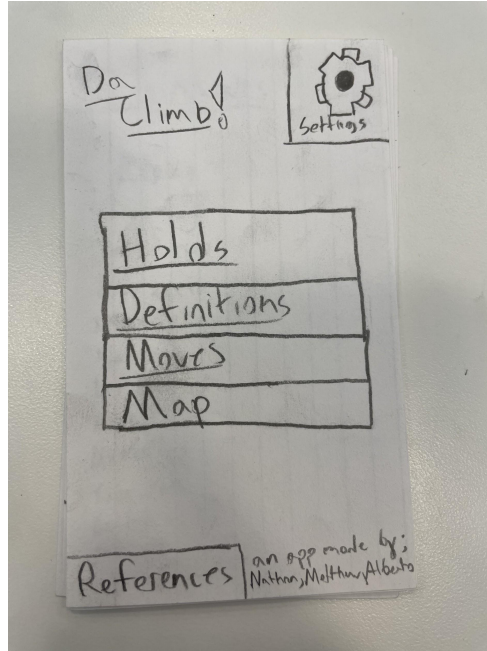 Da
Climb!
Settings
Holds
Definitions
Moves
Map
References
an app made by;
Nathan, Matthew, Alberto